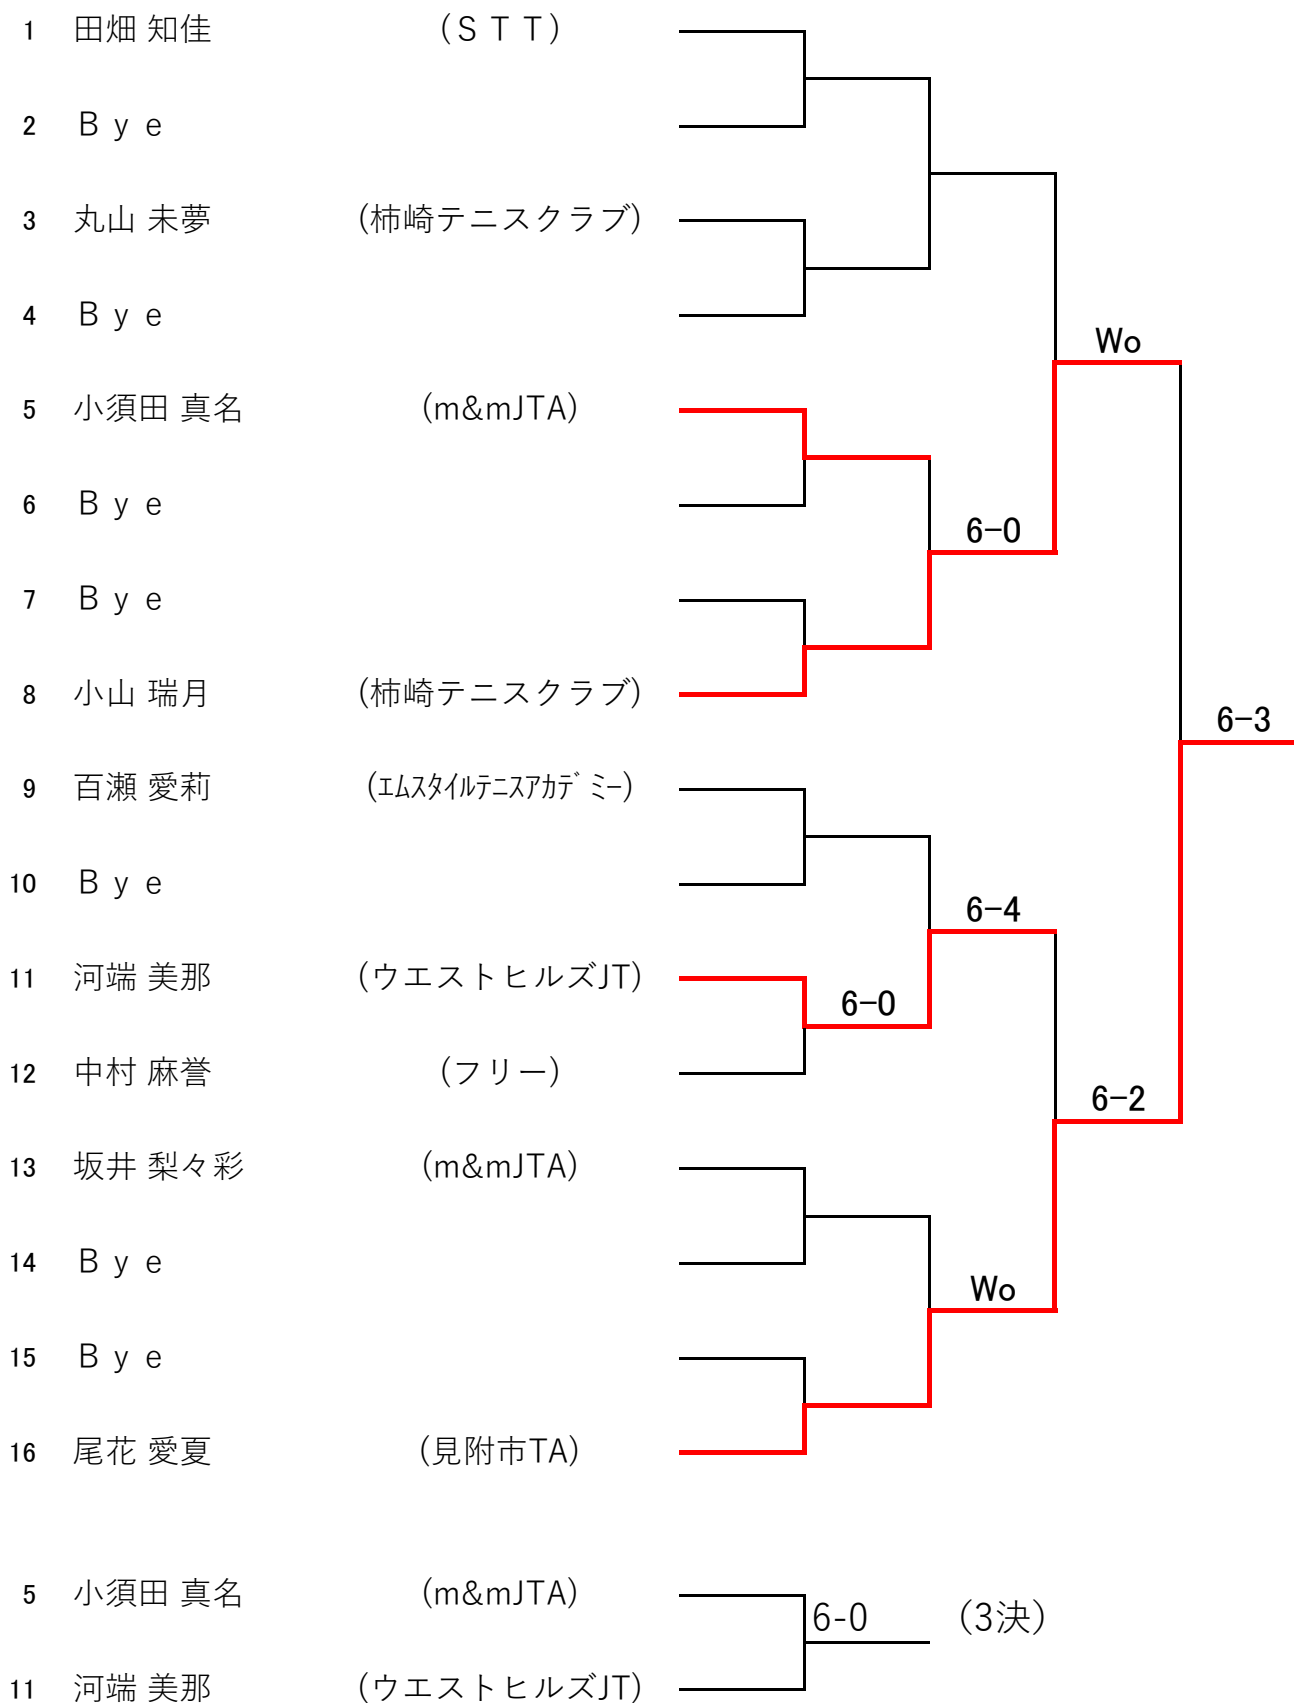 1 田畑 知佳 (ＳＴＴ)
2 Ｂｙｅ
3 丸山 未夢 (柿崎テニスクラブ)
4 Ｂｙｅ
Wo
5 小須田 真名 (m&mJTA)
6 Ｂｙｅ
6-0
7 Ｂｙｅ
8 小山 瑞月 (柿崎テニスクラブ)
6-3
9 百瀬 愛莉 (ｴﾑｽﾀｲﾙﾃﾆｽｱｶﾃﾞﾐｰ)
10 Ｂｙｅ
6-4
11 河端 美那 (ウエストヒルズJT)
6-0
12 中村 麻誉 (フリー)
6-2
13 坂井 梨々彩 (m&mJTA)
14 Ｂｙｅ
Wo
15 Ｂｙｅ
16 尾花 愛夏 (見附市TA)
5 小須田 真名 (m&mJTA)
6-0 (3決)
11 河端 美那 (ウエストヒルズJT)